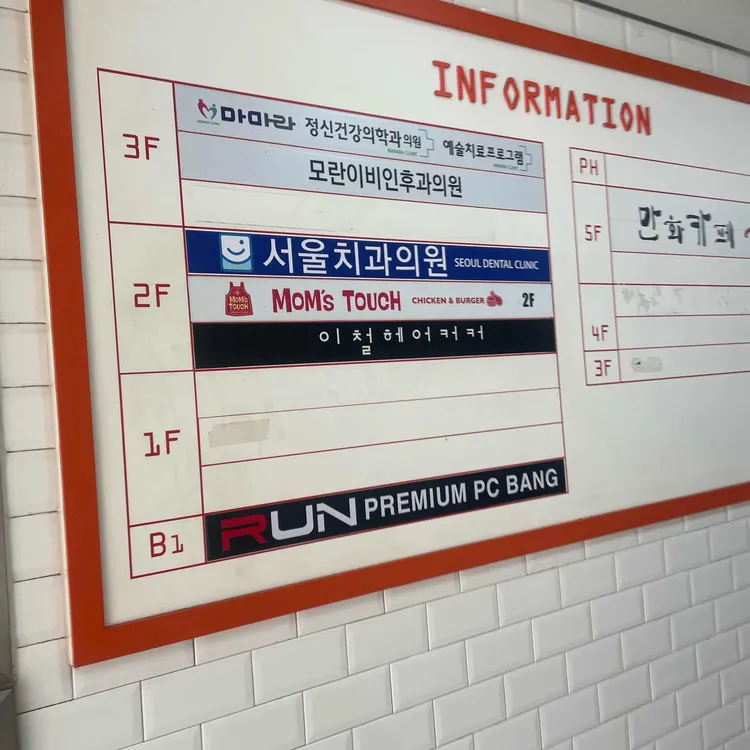 INFORMATION
3F
마마라 정신건강의학과의원 예술치료프로그램
모란이비인후과의원
2F
서울치과의원 SEOUL DENTAL CLINIC
MOM'S TOUCH MOM'S TOUCH CHICKEN & BURGER 2F
이철헤어커커
1F
B1
RUN PREMIUM PC BANG
PH
5F
만화카페
4F
3F